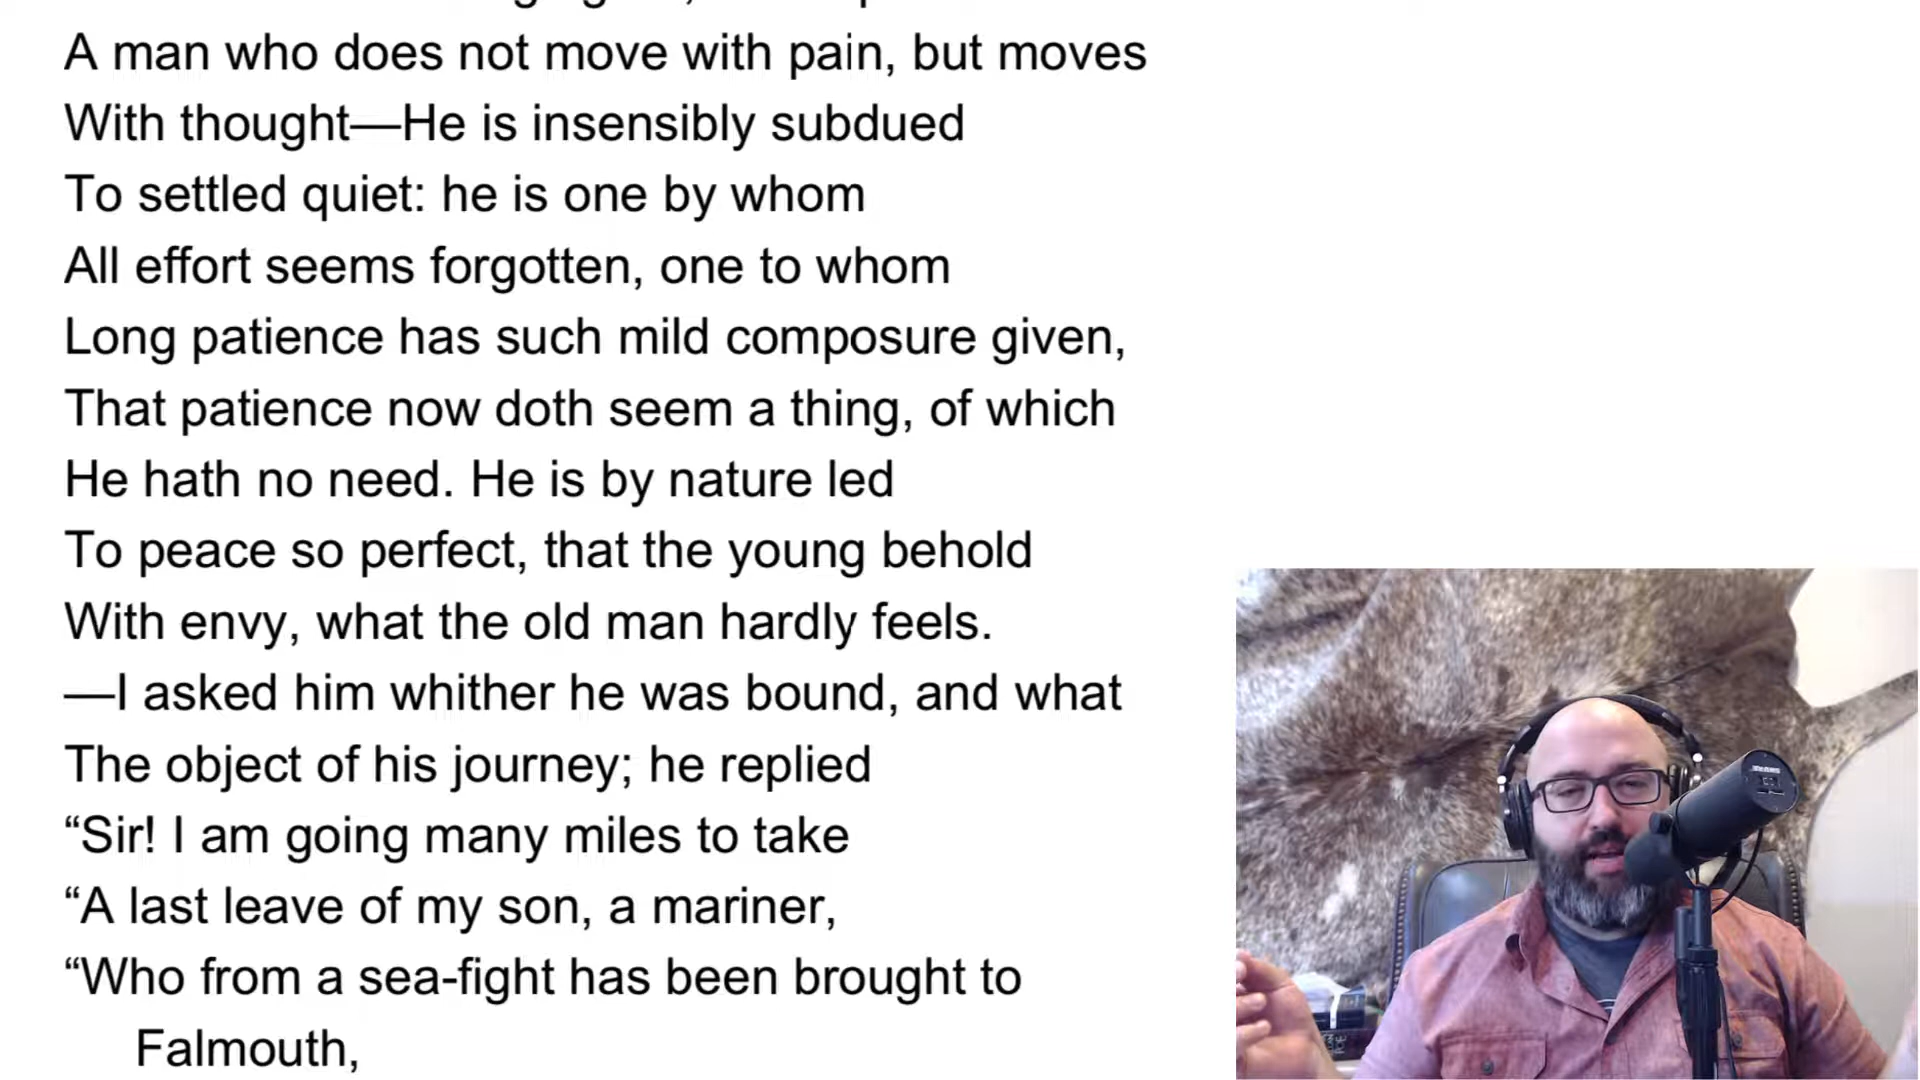 A man who does not move with pain, but moves
With thought—He is insensibly subdued
To settled quiet: he is one by whom
All effort seems forgotten, one to whom
Long patience has such mild composure given,
That patience now doth seem a thing, of which
He hath no need. He is by nature led
To peace so perfect, that the young behold
With envy, what the old man hardly feels.
—I asked him whither he was bound, and what
The object of his journey; he replied
“Sir! I am going many miles to take
“A last leave of my son, a mariner,
“Who from a sea-fight has been brought to
Falmouth,